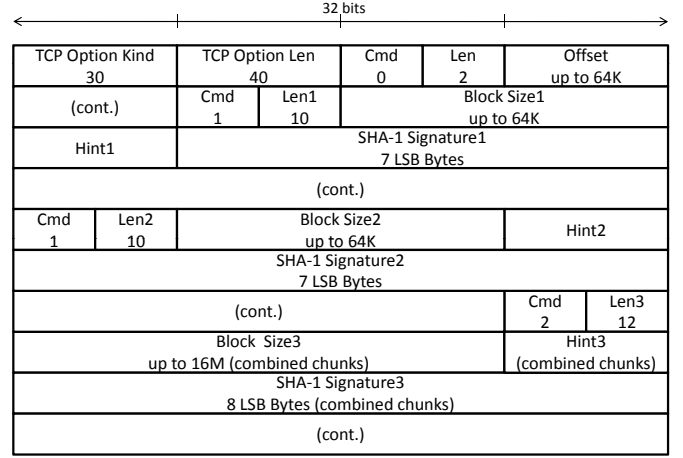 32 bits
TCP Option Kind TCP Option Len Cmd Len Offset
30 40 0 2 up to 64K
(cont.) Cmd Len1 Block Size1
1 10 up to 64K
Hint1 SHA-1 Signature1
7 LSB Bytes
(cont.)
Cmd Len2 Block Size2 Hint2
1 10 up to 64K
SHA-1 Signature2
7 LSB Bytes
(cont.) Cmd Len3
2 12
Block Size3 Hint3
up to 16M (combined chunks) (combined chunks)
SHA-1 Signature3
8 LSB Bytes (combined chunks)
(cont.)